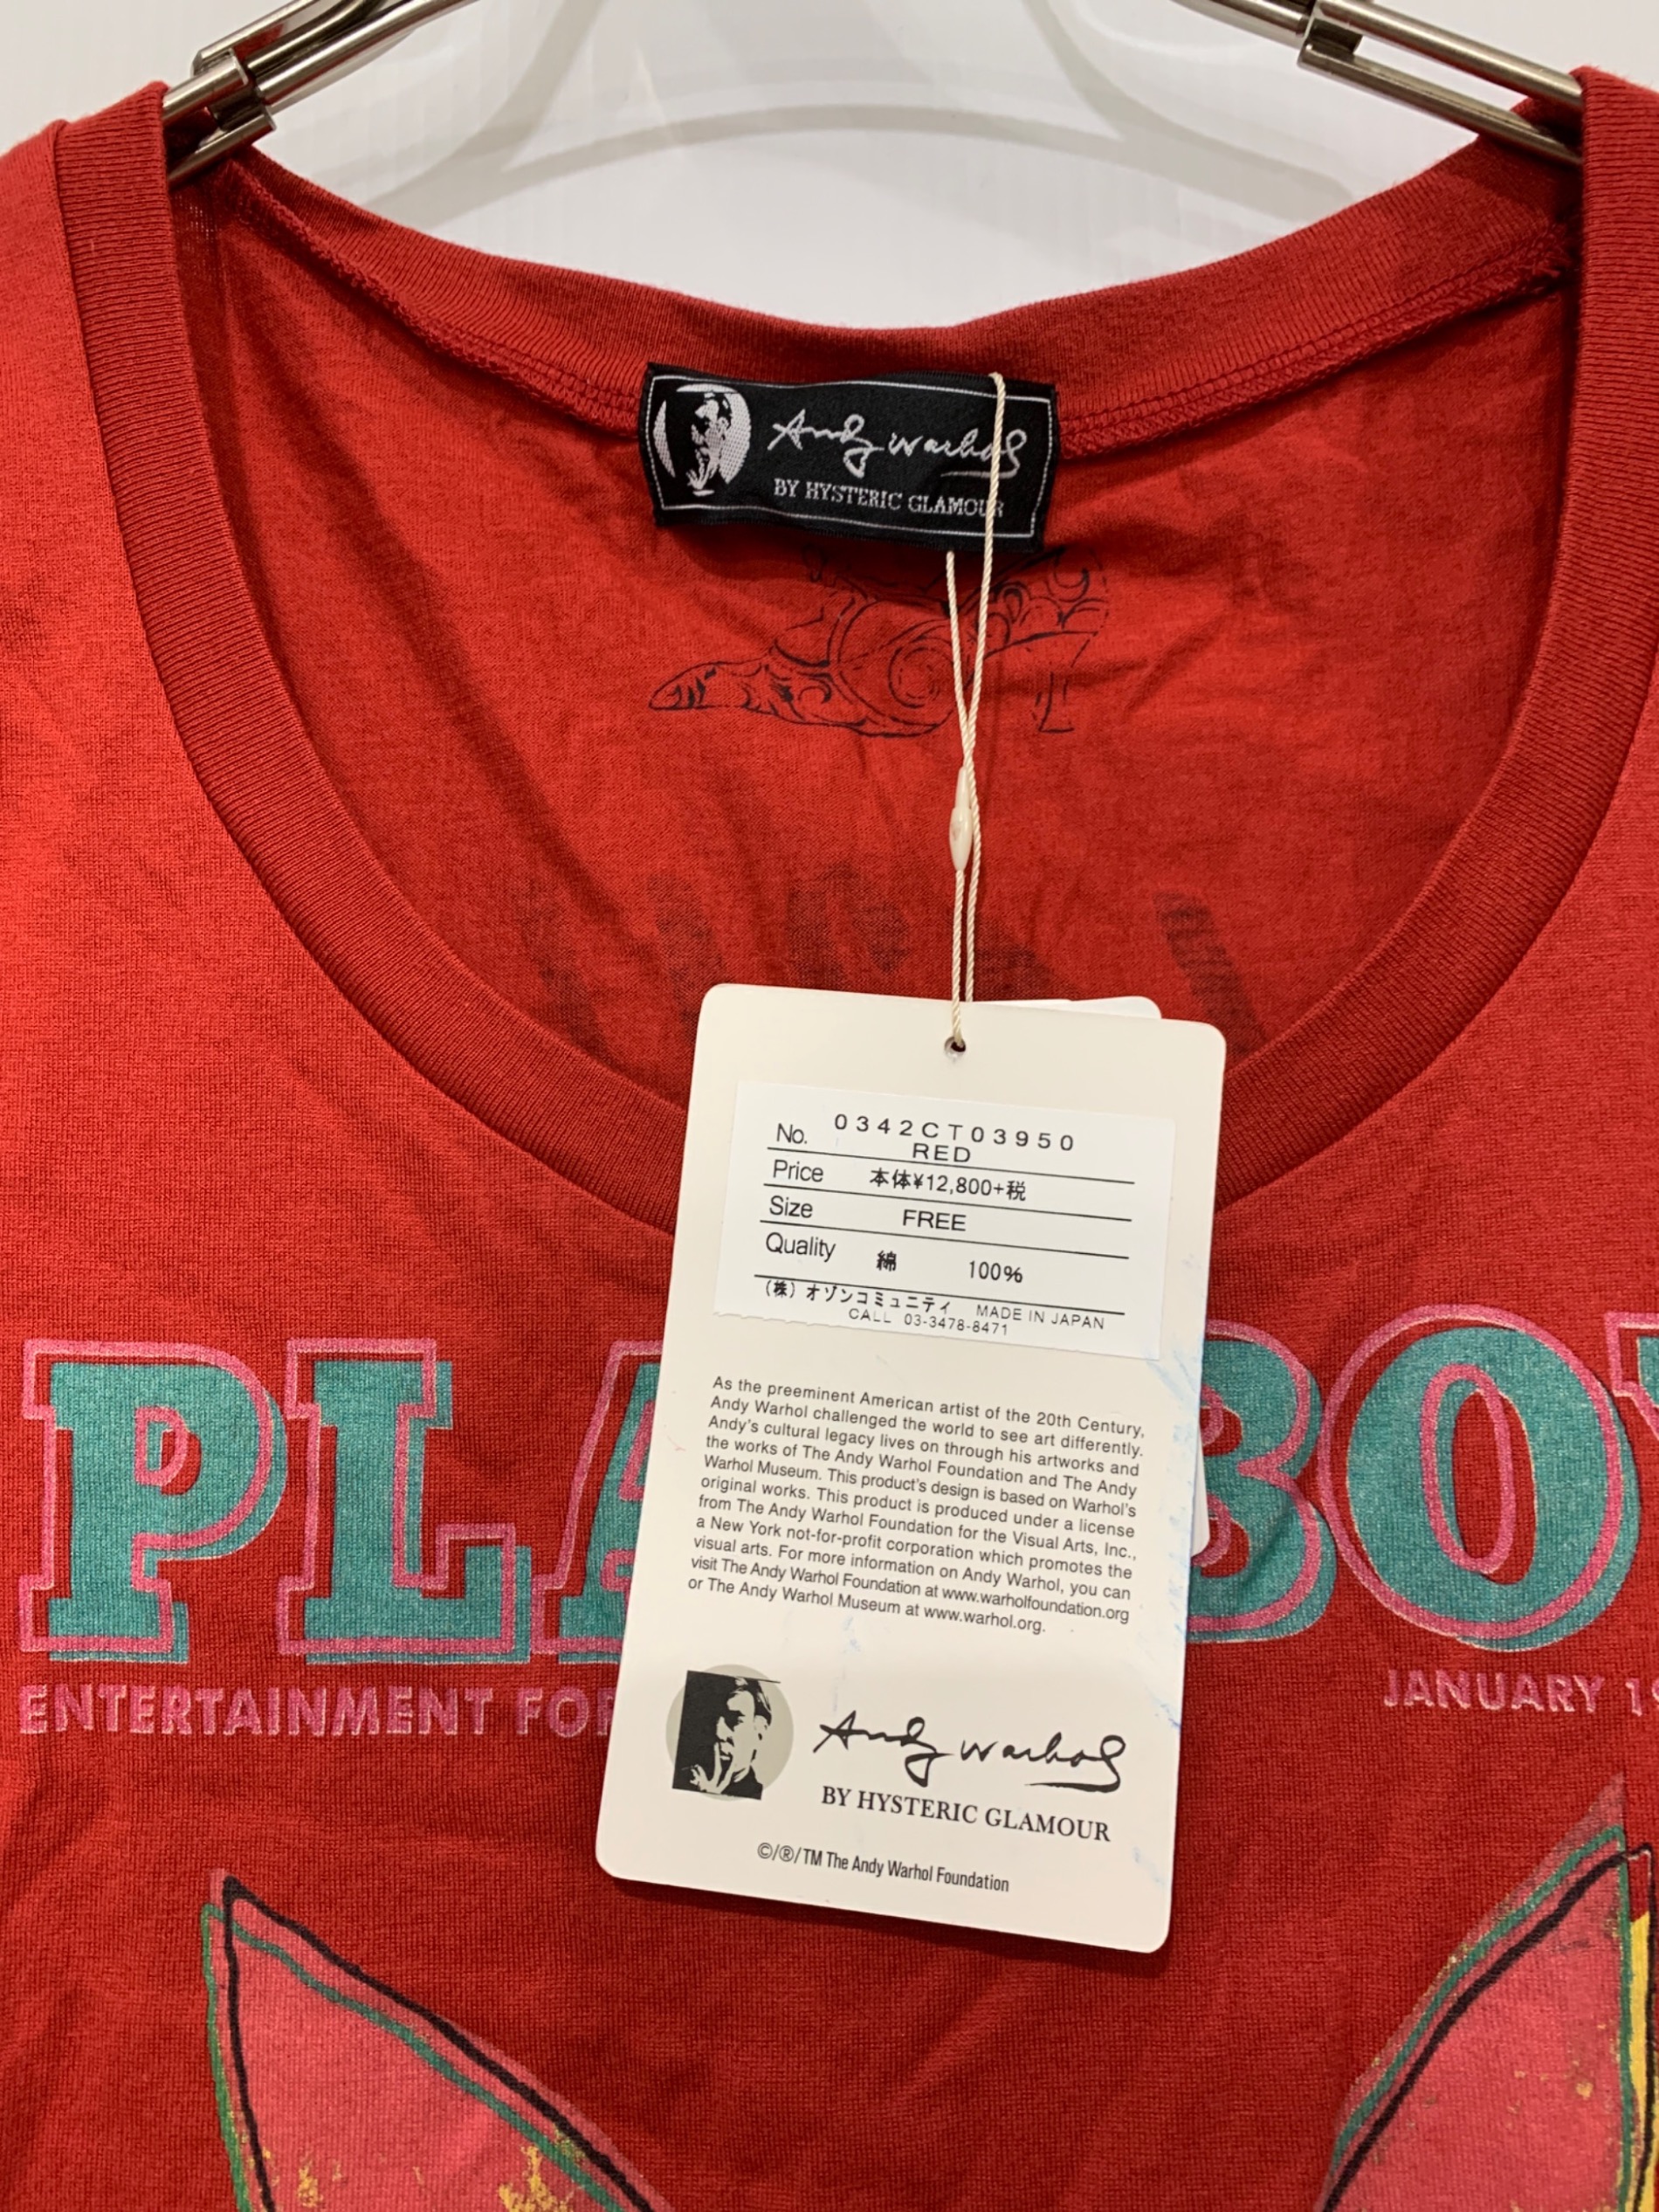 Andy Warhol
BY HYSTERIC GLAMOUR
No. 0342CT03950
RED
Price 本体¥12,800+税
Size FREE
Quality 綿 100%
(株)オゾンコミュニティ MADE IN JAPAN
CALL 03-3478-8471
As the preeminent American artist of the 20th Century,
Andy Warhol challenged the world to see art differently.
Andy's cultural legacy lives on through his artworks and
the works of The Andy Warhol Foundation and The Andy
Warhol Museum. This product's design is based on Warhol's
original works. This product is produced under a license
from The Andy Warhol Foundation for the Visual Arts, Inc.,
a New York not-for-profit corporation which promotes the
visual arts. For more information on Andy Warhol, you can
visit The Andy Warhol Foundation at www.warholfoundation.org
or The Andy Warhol Museum at www.warhol.org.
Andy Warhol
BY HYSTERIC GLAMOUR
©/®/TM The Andy Warhol Foundation
PLA BOY
ENTERTAINMENT FOR
JANUARY 19